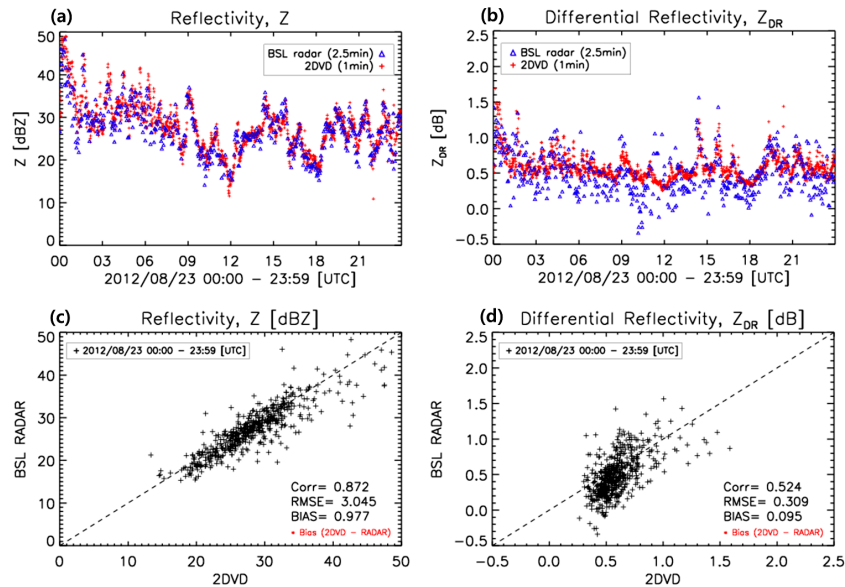 (a) Reflectivity, Z
50
40
30
20
10
0
Z [dBZ]
BSL radar (2.5min)
2DVD (1min)
00 03 06 09 12 15 18 21
2012/08/23 00:00 – 23:59 [UTC]
(b) Differential Reflectivity, ZDR
2.5
2.0
1.5
1.0
0.5
0.0
−0.5
ZDR [dB]
BSL radar (2.5min)
2DVD (1min)
00 03 06 09 12 15 18 21
2012/08/23 00:00 – 23:59 [UTC]
(c) Reflectivity, Z [dBZ]
50
40
30
20
10
0
BSL RADAR
+ 2012/08/23 00:00 – 23:59 [UTC]
Corr= 0.872
RMSE= 3.045
BIAS= 0.977
Bias (2DVD – RADAR)
0 10 20 30 40 50
2DVD
(d) Differential Reflectivity, ZDR [dB]
2.5
2.0
1.5
1.0
0.5
0.0
−0.5
BSL RADAR
+ 2012/08/23 00:00 – 23:59 [UTC]
Corr= 0.524
RMSE= 0.309
BIAS= 0.095
Bias (2DVD – RADAR)
−0.5 0.0 0.5 1.0 1.5 2.0 2.5
2DVD